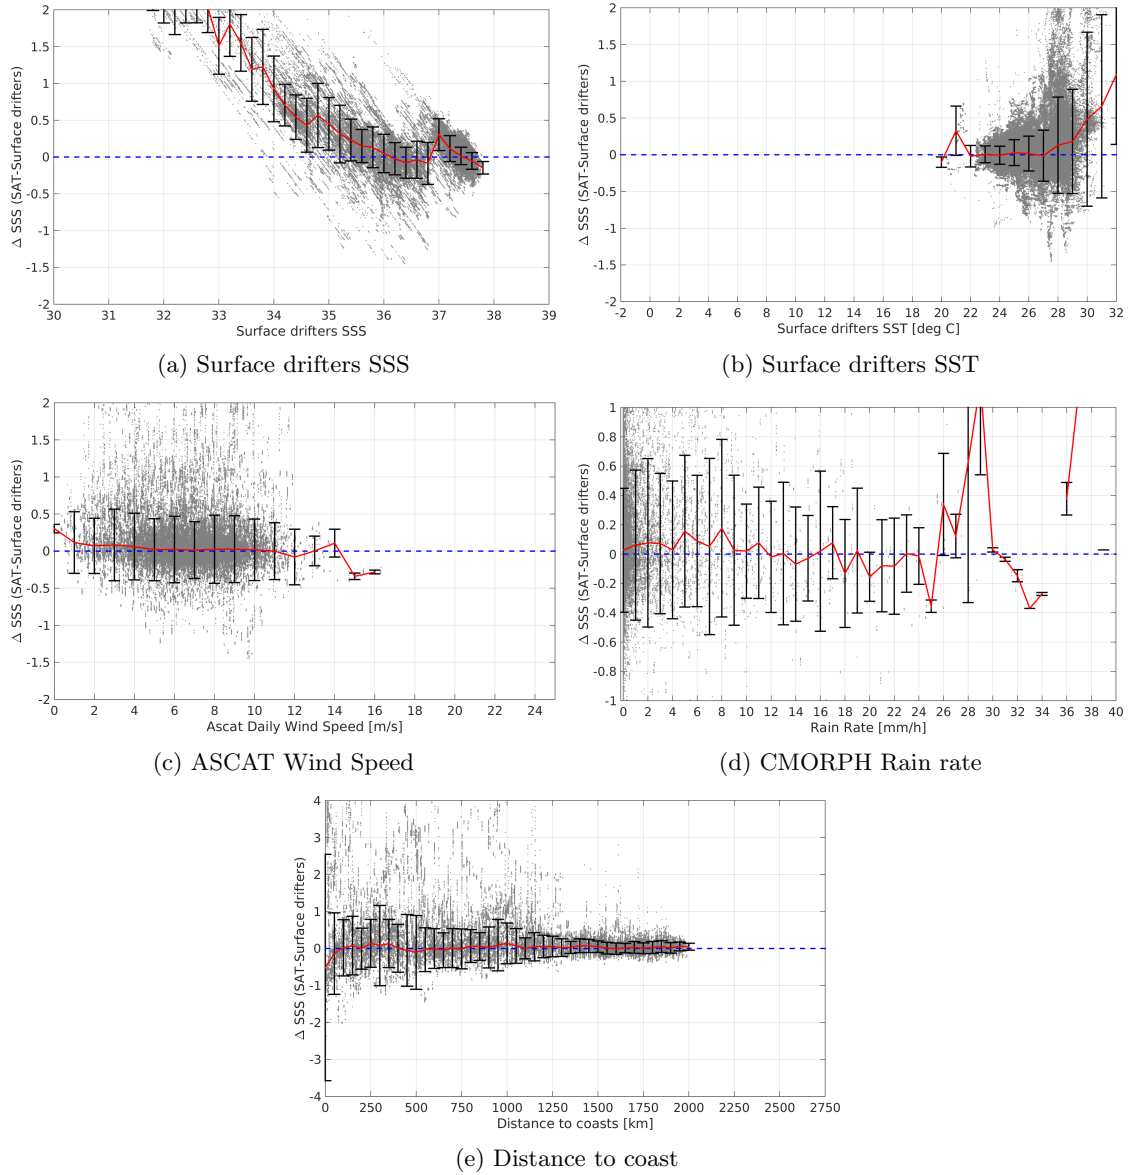 2
1.5
1
0.5
0
-0.5
-1
-1.5
-2
Δ SSS (SAT-Surface drifters)
30 31 32 33 34 35 36 37 38 39
Surface drifters SSS
(a) Surface drifters SSS
2
1.5
1
0.5
0
-0.5
-1
-1.5
-2
Δ SSS (SAT-Surface drifters)
-2 0 2 4 6 8 10 12 14 16 18 20 22 24 26 28 30 32
Surface drifters SST [deg C]
(b) Surface drifters SST
2
1.5
1
0.5
0
-0.5
-1
-1.5
-2
Δ SSS (SAT-Surface drifters)
0 2 4 6 8 10 12 14 16 18 20 22 24
Ascat Daily Wind Speed [m/s]
(c) ASCAT Wind Speed
1
0.8
0.6
0.4
0.2
0
-0.2
-0.4
-0.6
-0.8
-1
Δ SSS (SAT-Surface drifters)
0 2 4 6 8 10 12 14 16 18 20 22 24 26 28 30 32 34 36 38 40
Rain Rate [mm/h]
(d) CMORPH Rain rate
4
3
2
1
0
-1
-2
-3
-4
Δ SSS (SAT-Surface drifters)
0 250 500 750 1000 1250 1500 1750 2000 2250 2500 2750
Distance to coasts [km]
(e) Distance to coast